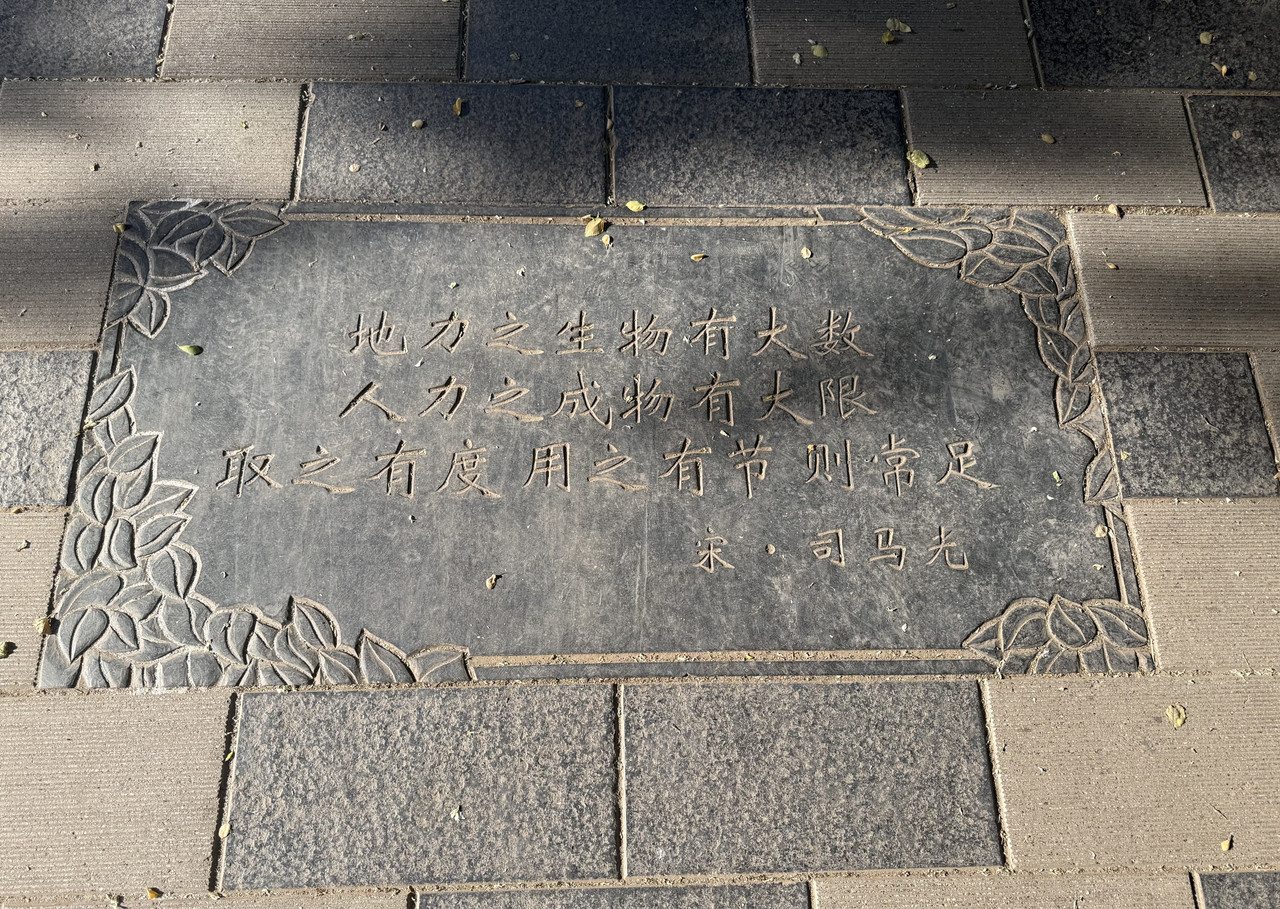 地力之生物有大数
人力之成物有大限
取之有度用之有节则常足
宋·司马光